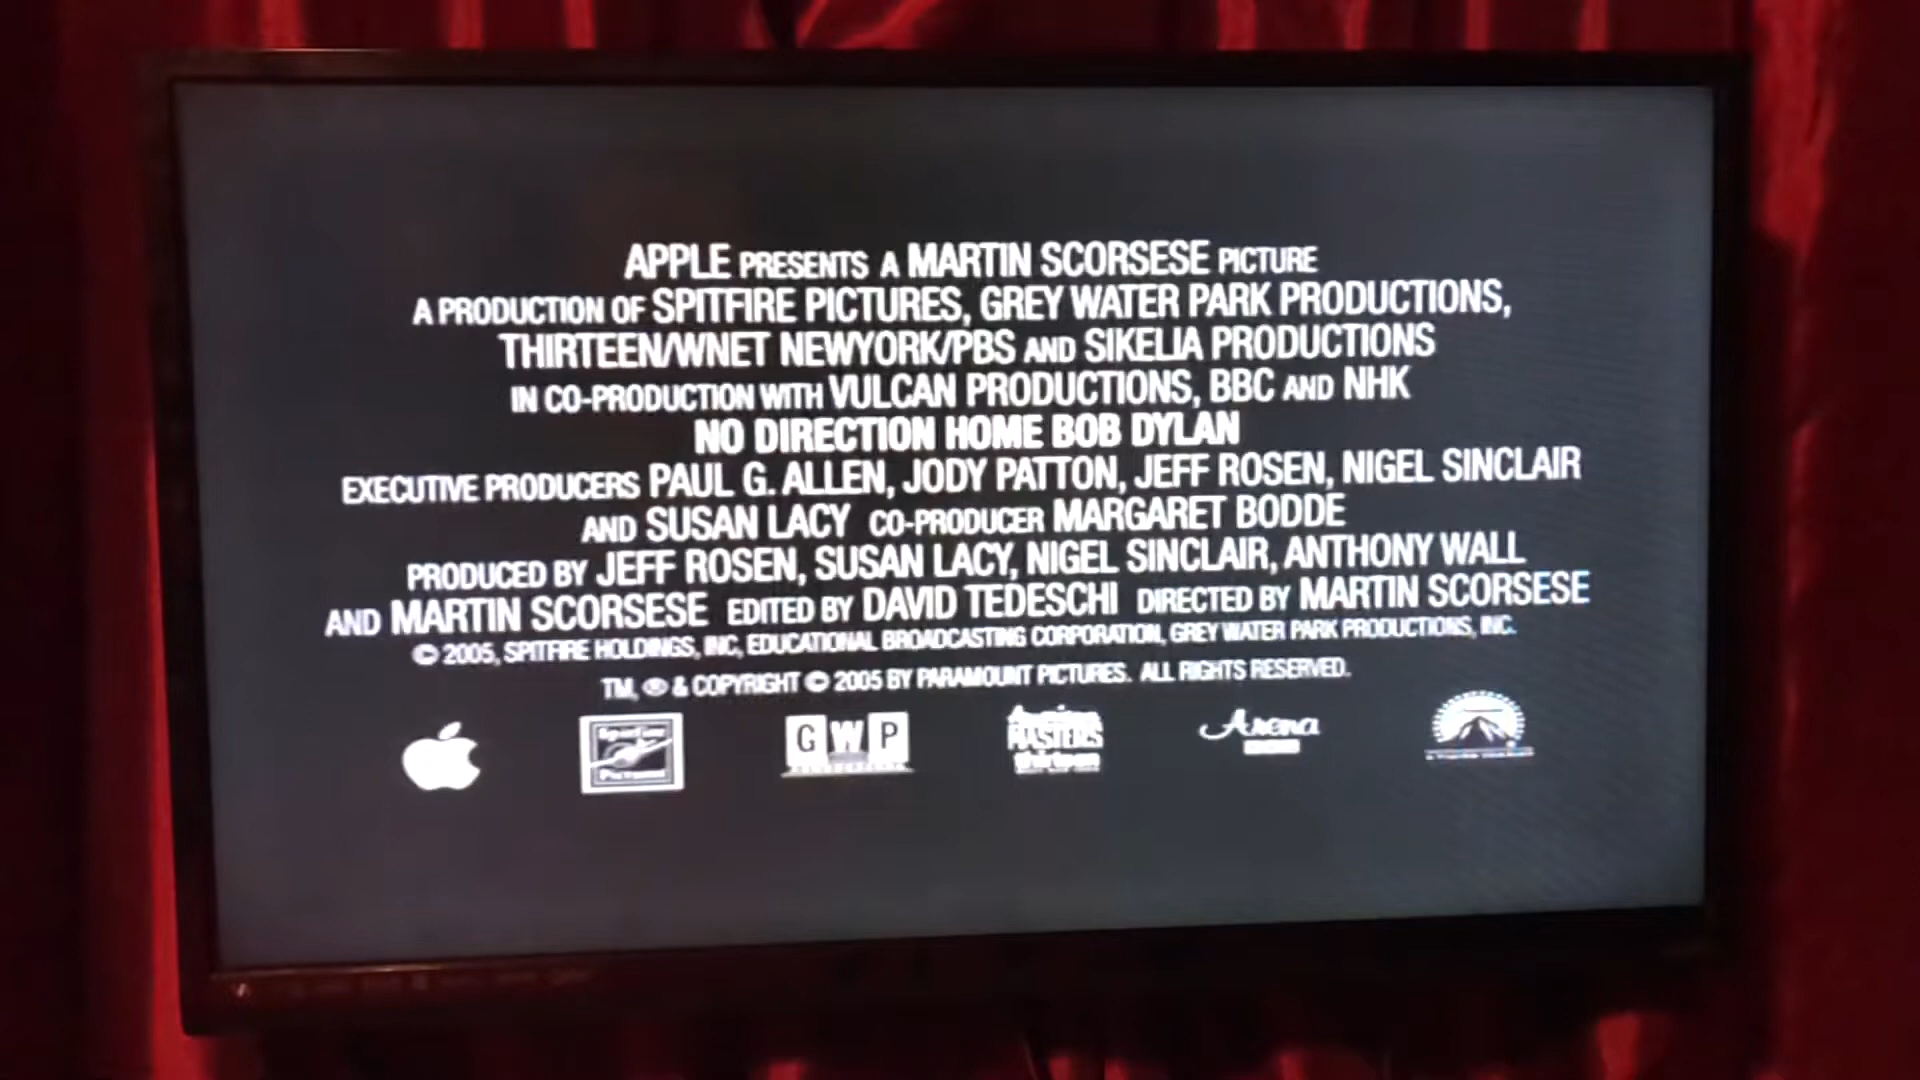 APPLE PRESENTS A MARTIN SCORSESE PICTURE
A PRODUCTION OF SPITFIRE PICTURES, GREY WATER PARK PRODUCTIONS,
THIRTEEN/WNET NEWYORK/PBS AND SIKELIA PRODUCTIONS
IN CO-PRODUCTION WITH VULCAN PRODUCTIONS, BBC AND NHK
NO DIRECTION HOME BOB DYLAN
EXECUTIVE PRODUCERS PAUL G. ALLEN, JODY PATTON, JEFF ROSEN, NIGEL SINCLAIR
AND SUSAN LACY CO-PRODUCER MARGARET BODDE
PRODUCED BY JEFF ROSEN, SUSAN LACY, NIGEL SINCLAIR, ANTHONY WALL
AND MARTIN SCORSESE EDITED BY DAVID TEDESCHI DIRECTED BY MARTIN SCORSESE
© 2005, SPITFIRE HOLDINGS, INC, EDUCATIONAL BROADCASTING CORPORATION, GREY WATER PARK PRODUCTIONS, INC.
TM, ® & COPYRIGHT © 2005 BY PARAMOUNT PICTURES. ALL RIGHTS RESERVED.
GWP
American
MASTERS
thirteen
Arena